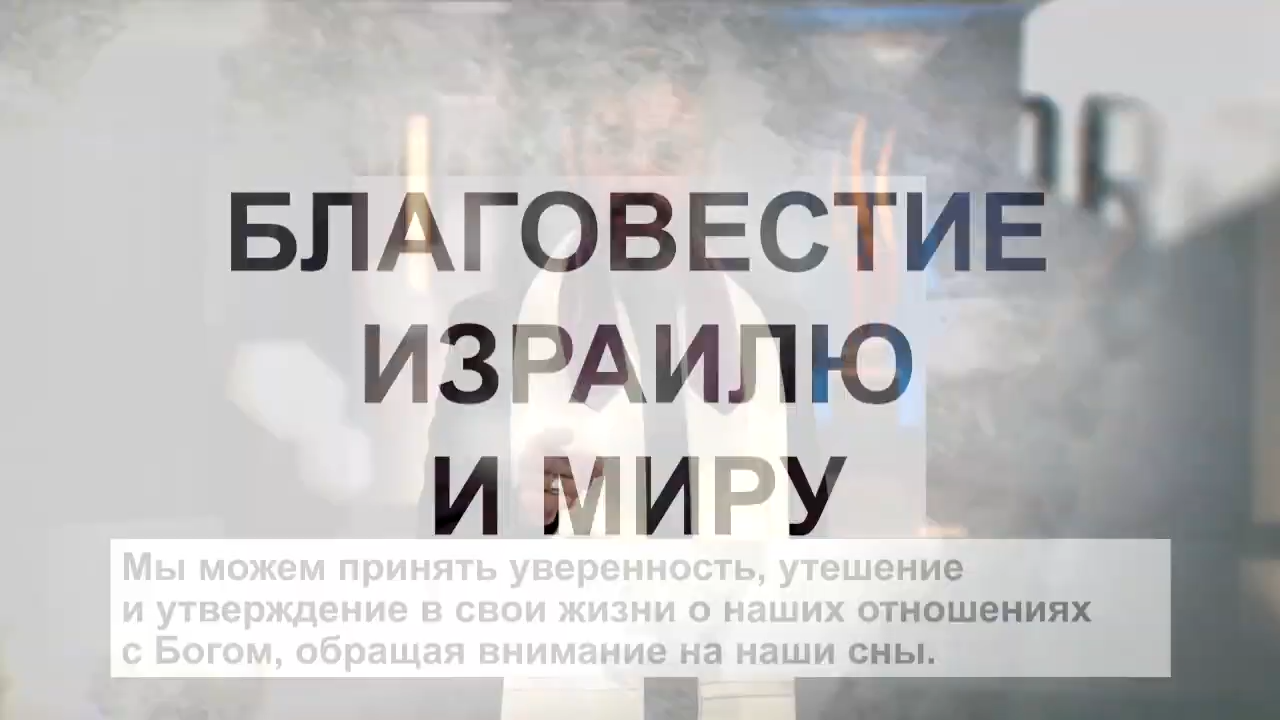 БЛАГОВЕСТИЕ
ИЗРАИЛЮ
И МИРУ
Мы можем принять уверенность, утешение
и утверждение в свои жизни о наших отношениях
с Богом, обращая внимание на наши сны.